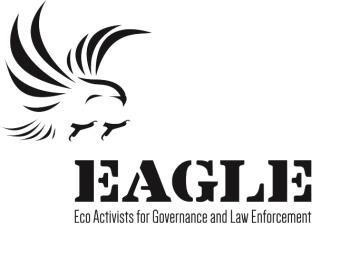 EAGLE
Eco Activists for Governance and Law Enforcement